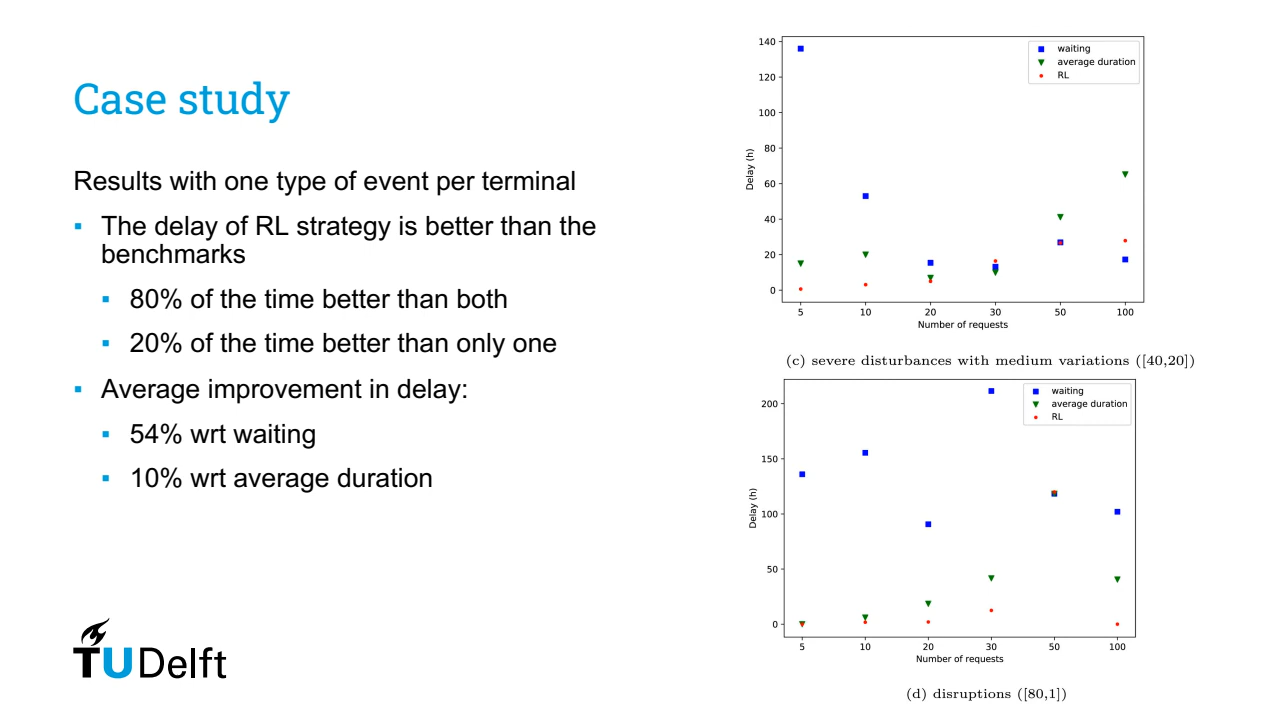 Case study
Results with one type of event per terminal
▪ The delay of RL strategy is better than the
benchmarks
▪ 80% of the time better than both
▪ 20% of the time better than only one
▪ Average improvement in delay:
▪ 54% wrt waiting
▪ 10% wrt average duration
TU Delft
140
120
100
80
60
40
20
0
Delay (h)
waiting
average duration
RL
5 10 20 30 50 100
Number of requests
(c) severe disturbances with medium variations ([40,20])
200
150
100
50
0
Delay (h)
waiting
average duration
RL
5 10 20 30 50 100
Number of requests
(d) disruptions ([80,1])